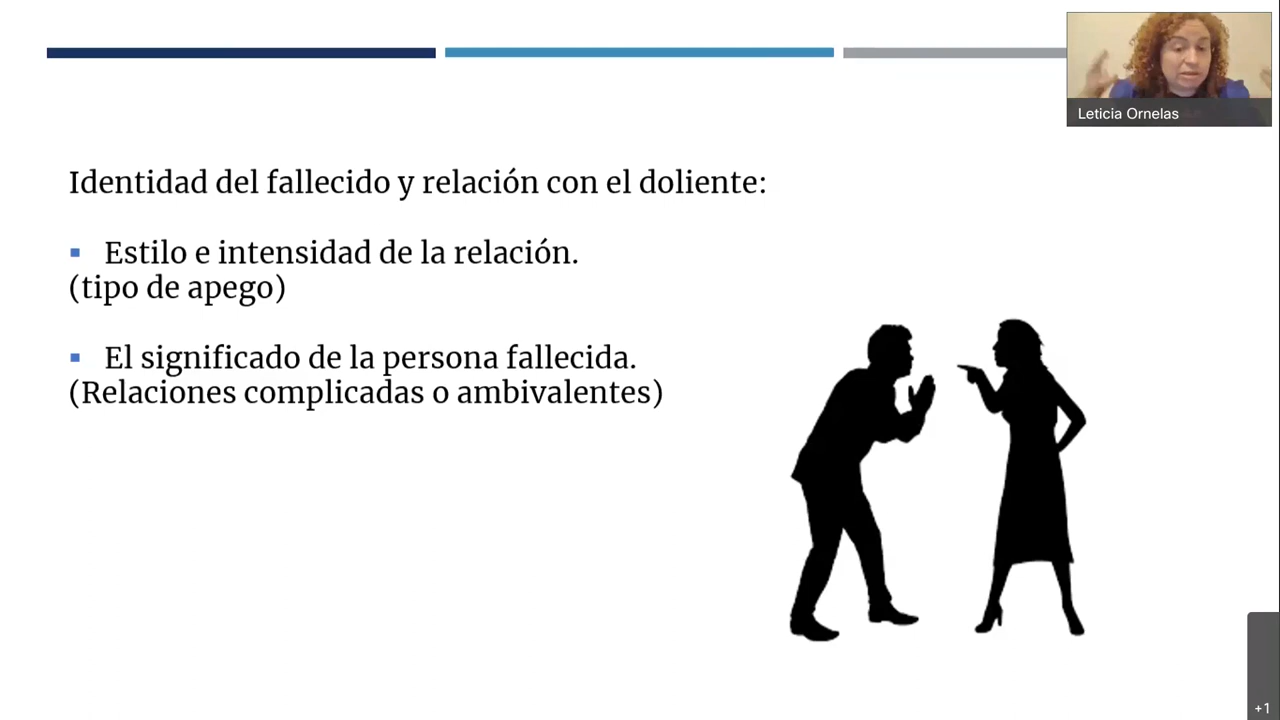 Leticia Ornelas
Identidad del fallecido y relación con el doliente:
▪ Estilo e intensidad de la relación.
(tipo de apego)
▪ El significado de la persona fallecida.
(Relaciones complicadas o ambivalentes)
+1